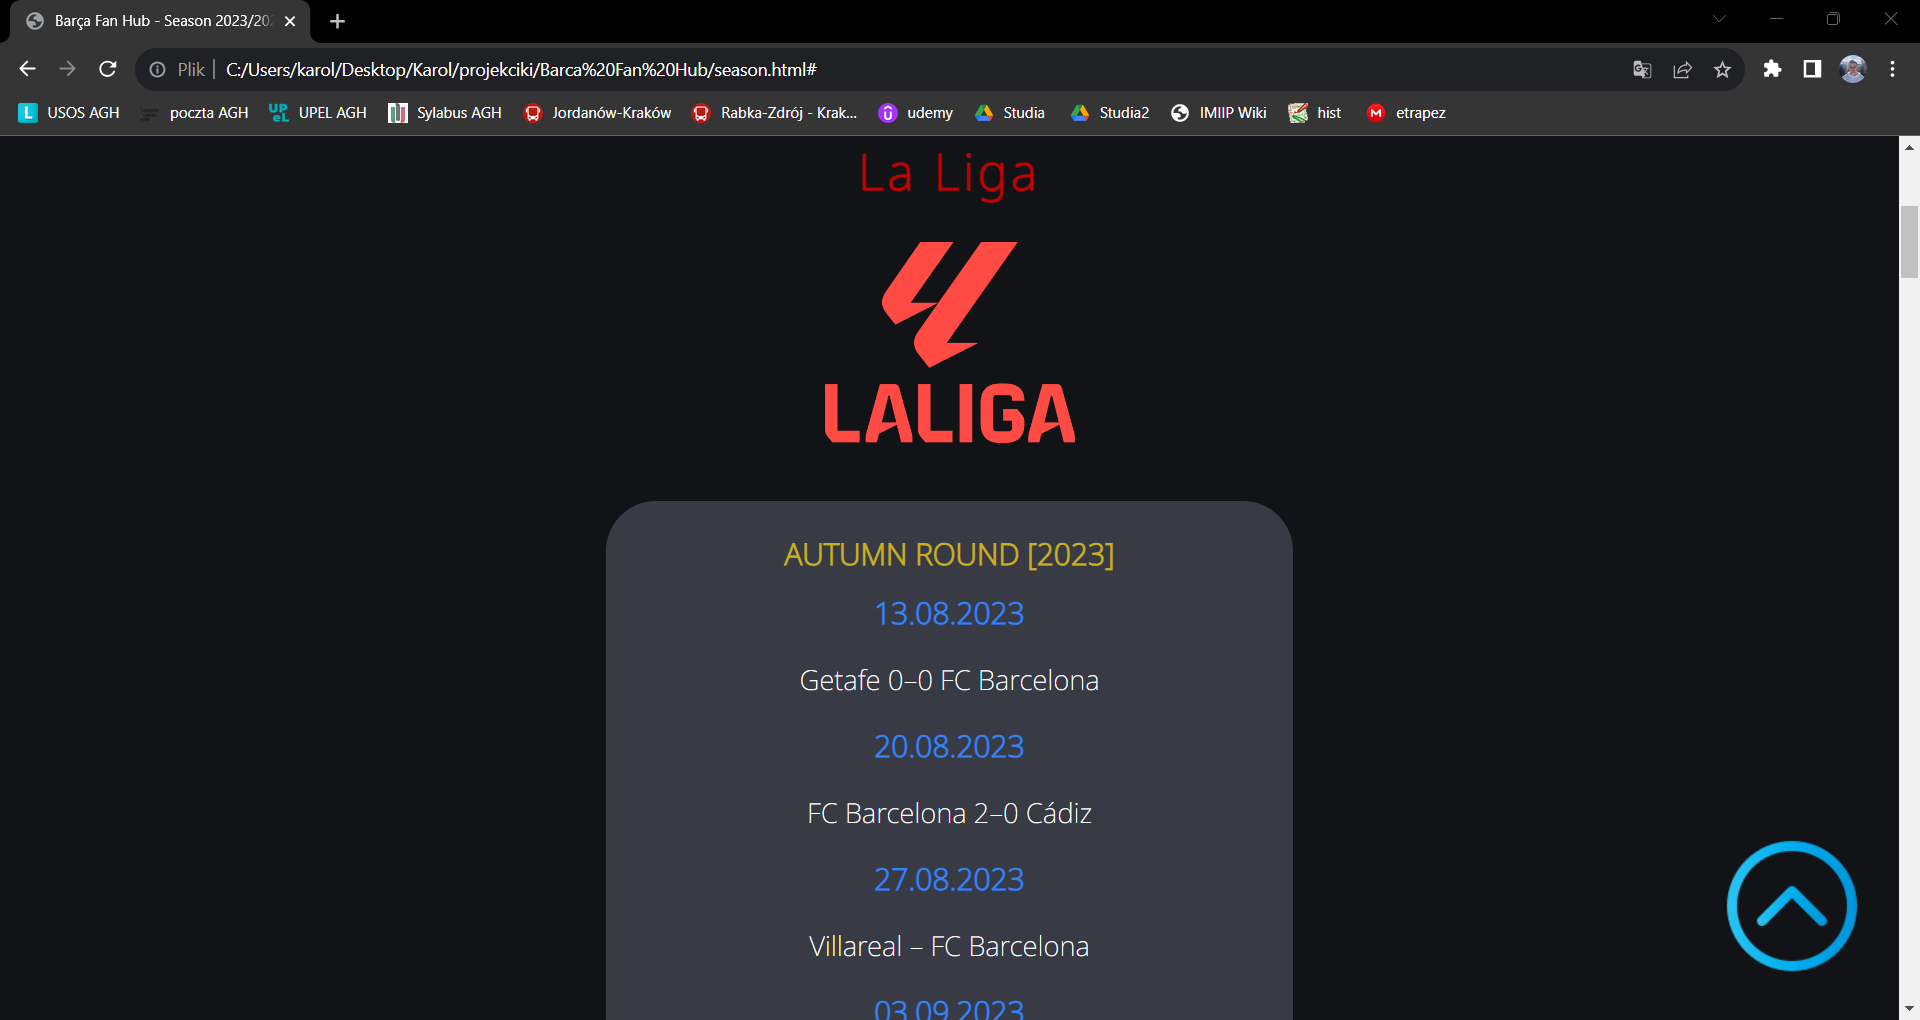 Barça Fan Hub - Season 2023/202
Plik
C:/Users/karol/Desktop/Karol/projekciki/Barca%20Fan%20Hub/season.html#
L USOS AGH
poczta AGH
UPEL UPEL AGH
Sylabus AGH
Jordanów-Kraków
Rabka-Zdrój - Krak...
udemy
Studia
Studia2
IMIIP Wiki
hist
M etrapez
La Liga
LALIGA
AUTUMN ROUND [2023]
13.08.2023
Getafe 0–0 FC Barcelona
20.08.2023
FC Barcelona 2–0 Cádiz
27.08.2023
Villareal – FC Barcelona
03.09.2023